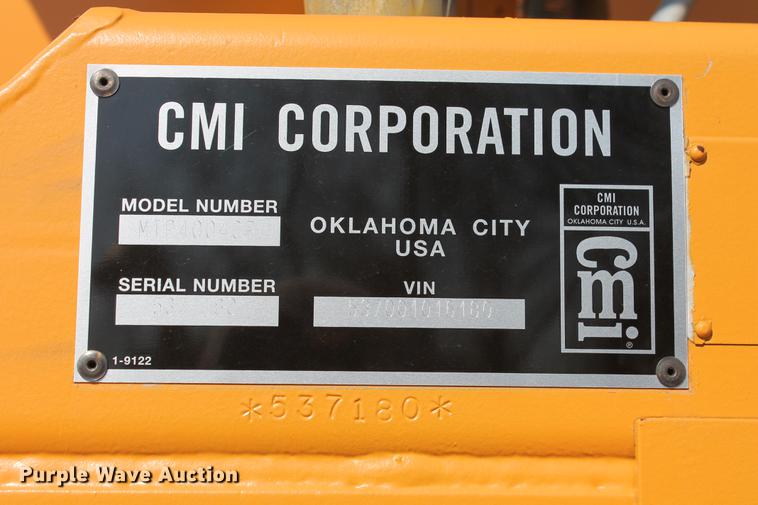 CMI CORPORATION
MODEL NUMBER
OKLAHOMA CITY
USA
SERIAL NUMBER
VIN
1-9122
CMI
CORPORATION
OKLAHOMA CITY U.S.A.
cmi
®
*537180*
Purple Wave Auction